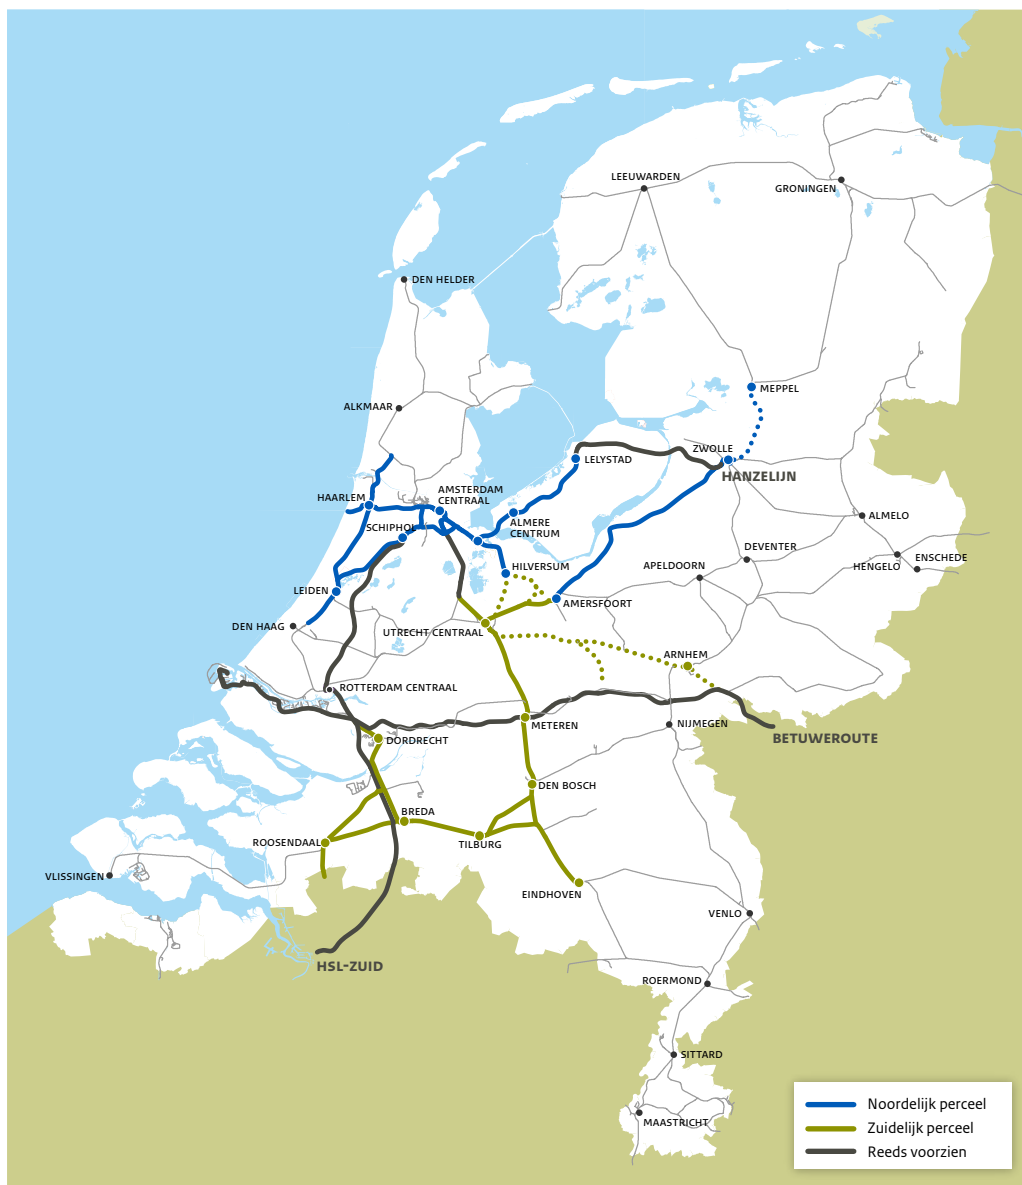 LEEUWARDEN
GRONINGEN
DEN HELDER
MEPPEL
ALKMAAR
ZWOLLE
LELYSTAD
HANZELIJN
HAARLEM
AMSTERDAM
CENTRAAL
SCHIPHOL
ALMERE
CENTRUM
ALMELO
DEVENTER
ENSCHEDE
HENGELO
APELDOORN
HILVERSUM
LEIDEN
AMERSFOORT
DEN HAAG
UTRECHT CENTRAAL
ARNHEM
ROTTERDAM CENTRAAL
METEREN
NIJMEGEN
BETUWEROUTE
DORDRECHT
DEN BOSCH
BREDA
ROOSENDAAL
TILBURG
VLISSINGEN
EINDHOVEN
VENLO
HSL-ZUID
ROERMOND
SITTARD
MAASTRICHT
Noordelijk perceel
Zuidelijk perceel
Reeds voorzien